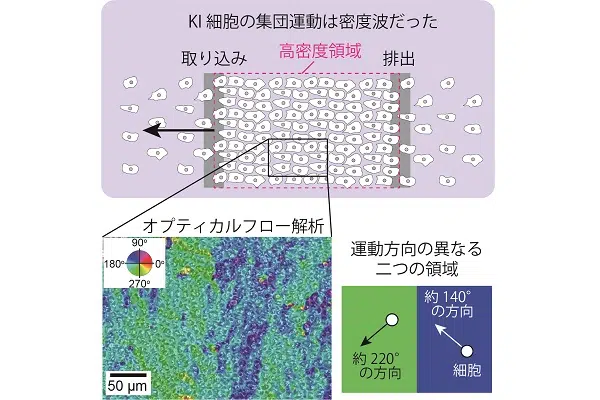 KI 細胞の集団運動は密度波だった
取り込み
高密度領域
排出
オプティカルフロー解析
90°
180°
0°
270°
50 μm
運動方向の異なる
二つの領域
約 220°
の方向
約 140°
の方向
細胞